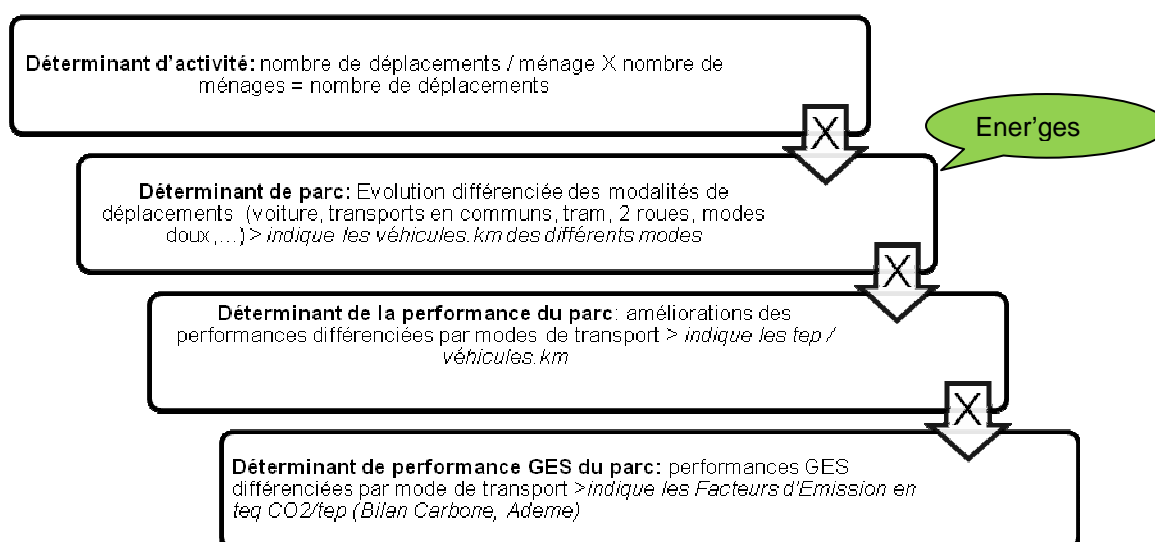 Déterminant d'activité: nombre de déplacements / ménage X nombre de
ménages = nombre de déplacements
X
Ener'ges
Déterminant de parc: Evolution différenciée des modalités de
déplacements (voiture, transports en communs, tram, 2 roues, modes
doux,...) > indique les véhicules.km des différents modes
X
Déterminant de la performance du parc: améliorations des
performances différenciées par modes de transport > indique les tep /
véhicules.km
X
Déterminant de performance GES du parc: performances GES
différenciées par mode de transport >indique les Facteurs d'Emission en
teq CO2/tep (Bilan Carbone, Ademe)